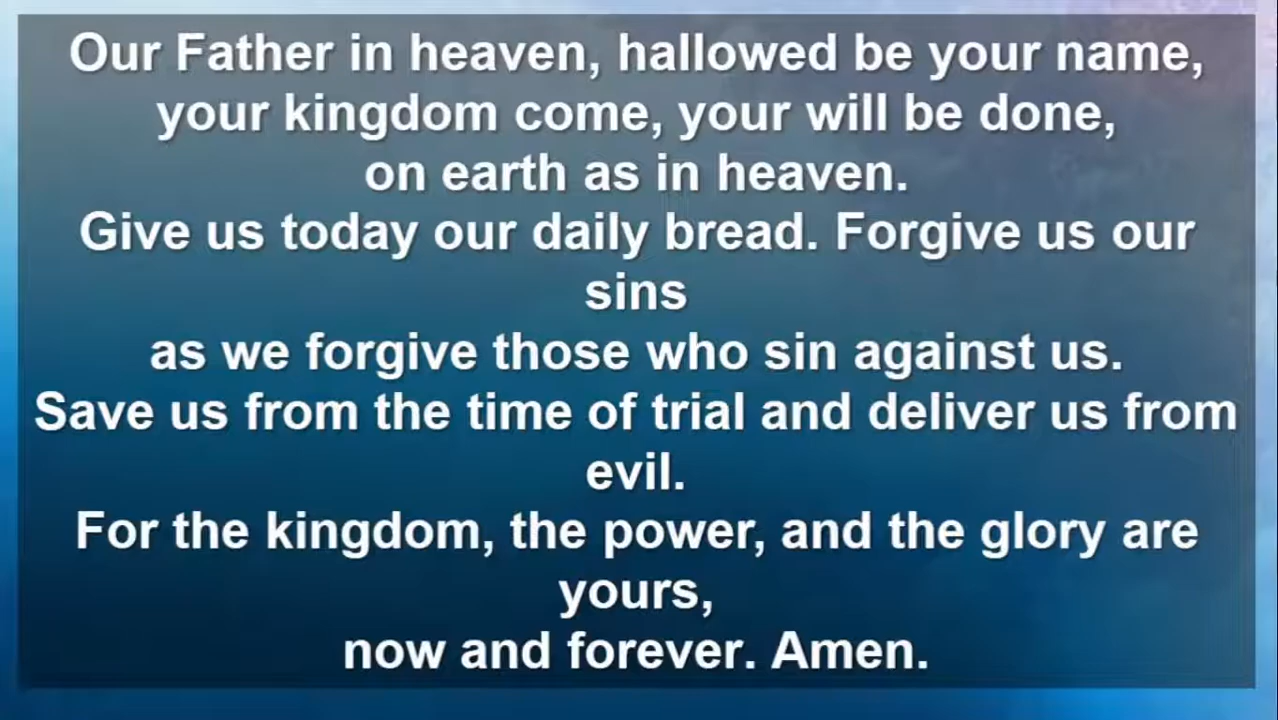 Our Father in heaven, hallowed be your name,
your kingdom come, your will be done,
on earth as in heaven.
Give us today our daily bread. Forgive us our
sins
as we forgive those who sin against us.
Save us from the time of trial and deliver us from
evil.
For the kingdom, the power, and the glory are
yours,
now and forever. Amen.